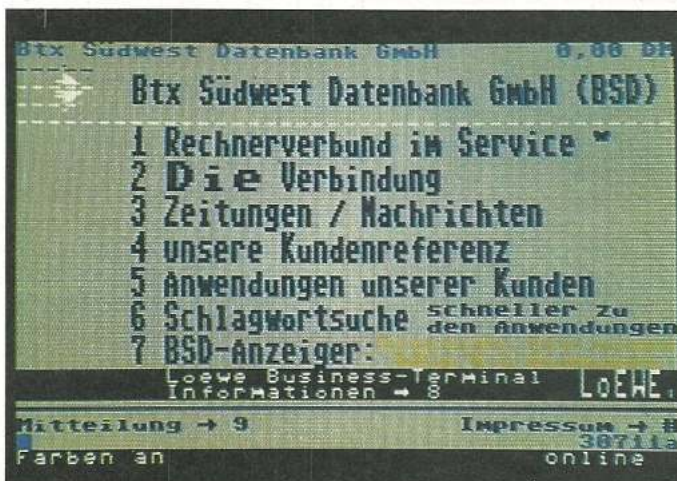 Btx Südwest Datenbank GmbH 0,00 DM
Btx Südwest Datenbank GmbH (BSD)
1 Rechnerverbund im Service
2 Die Verbindung
3 Zeitungen / Nachrichten
4 unsere Kundenreferenz
5 Anwendungen unserer Kunden
6 Schlagwortsuche schneller zu
den Anwendungen
7 BSD-Anzeiger:
Loewe Business-Terminal
Informationen → 8 LOEWE.
Mitteilung → 9 Impressum → #
30711a
Farben an online